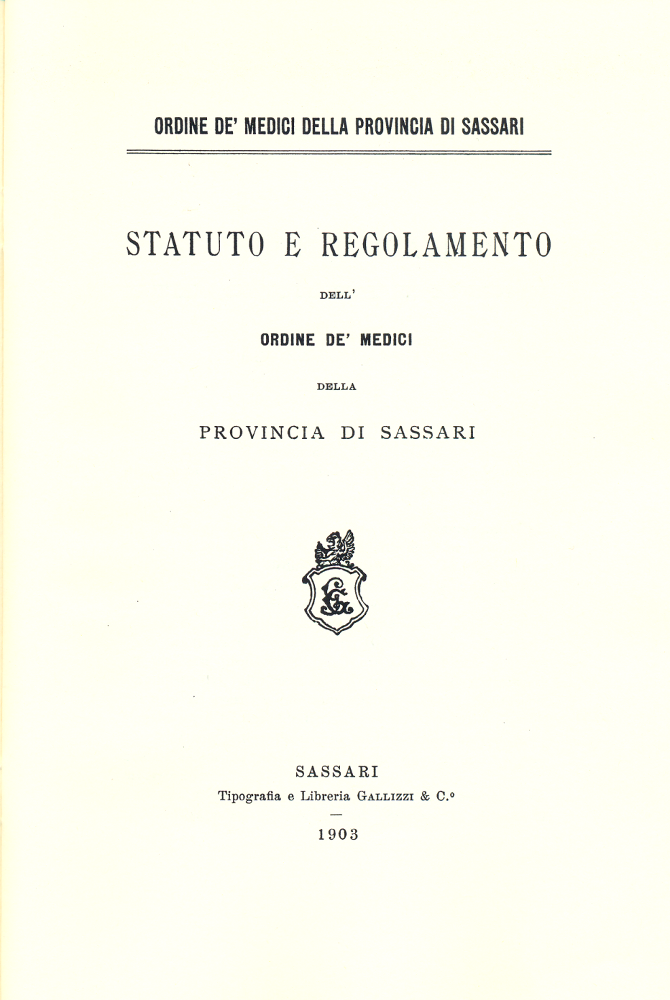 ORDINE DE' MEDICI DELLA PROVINCIA DI SASSARI
STATUTO E REGOLAMENTO
DELL'
ORDINE DE' MEDICI
DELLA
PROVINCIA DI SASSARI
SASSARI
Tipografia e Libreria GALLIZZI & C.º
—
1903